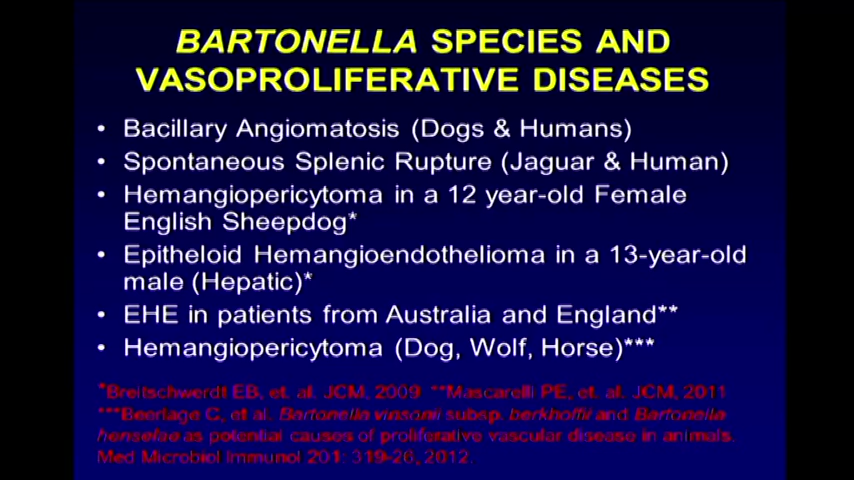 BARTONELLA SPECIES AND
VASOPROLIFERATIVE DISEASES
• Bacillary Angiomatosis (Dogs & Humans)
• Spontaneous Splenic Rupture (Jaguar & Human)
• Hemangiopericytoma in a 12 year-old Female
English Sheepdog*
• Epitheloid Hemangioendothelioma in a 13-year-old
male (Hepatic)*
• EHE in patients from Australia and England**
• Hemangiopericytoma (Dog, Wolf, Horse)***
*Breitschwerdt EB, et. al. JCM, 2009 **Mascarelli PE, et. al. JCM, 2011
***Beerlage C, et al. Bartonella vinsonii subsp. berkhoffii and Bartonella
henselae as potential causes of proliferative vascular disease in animals.
Med Microbiol Immunol 201: 319-26, 2012.